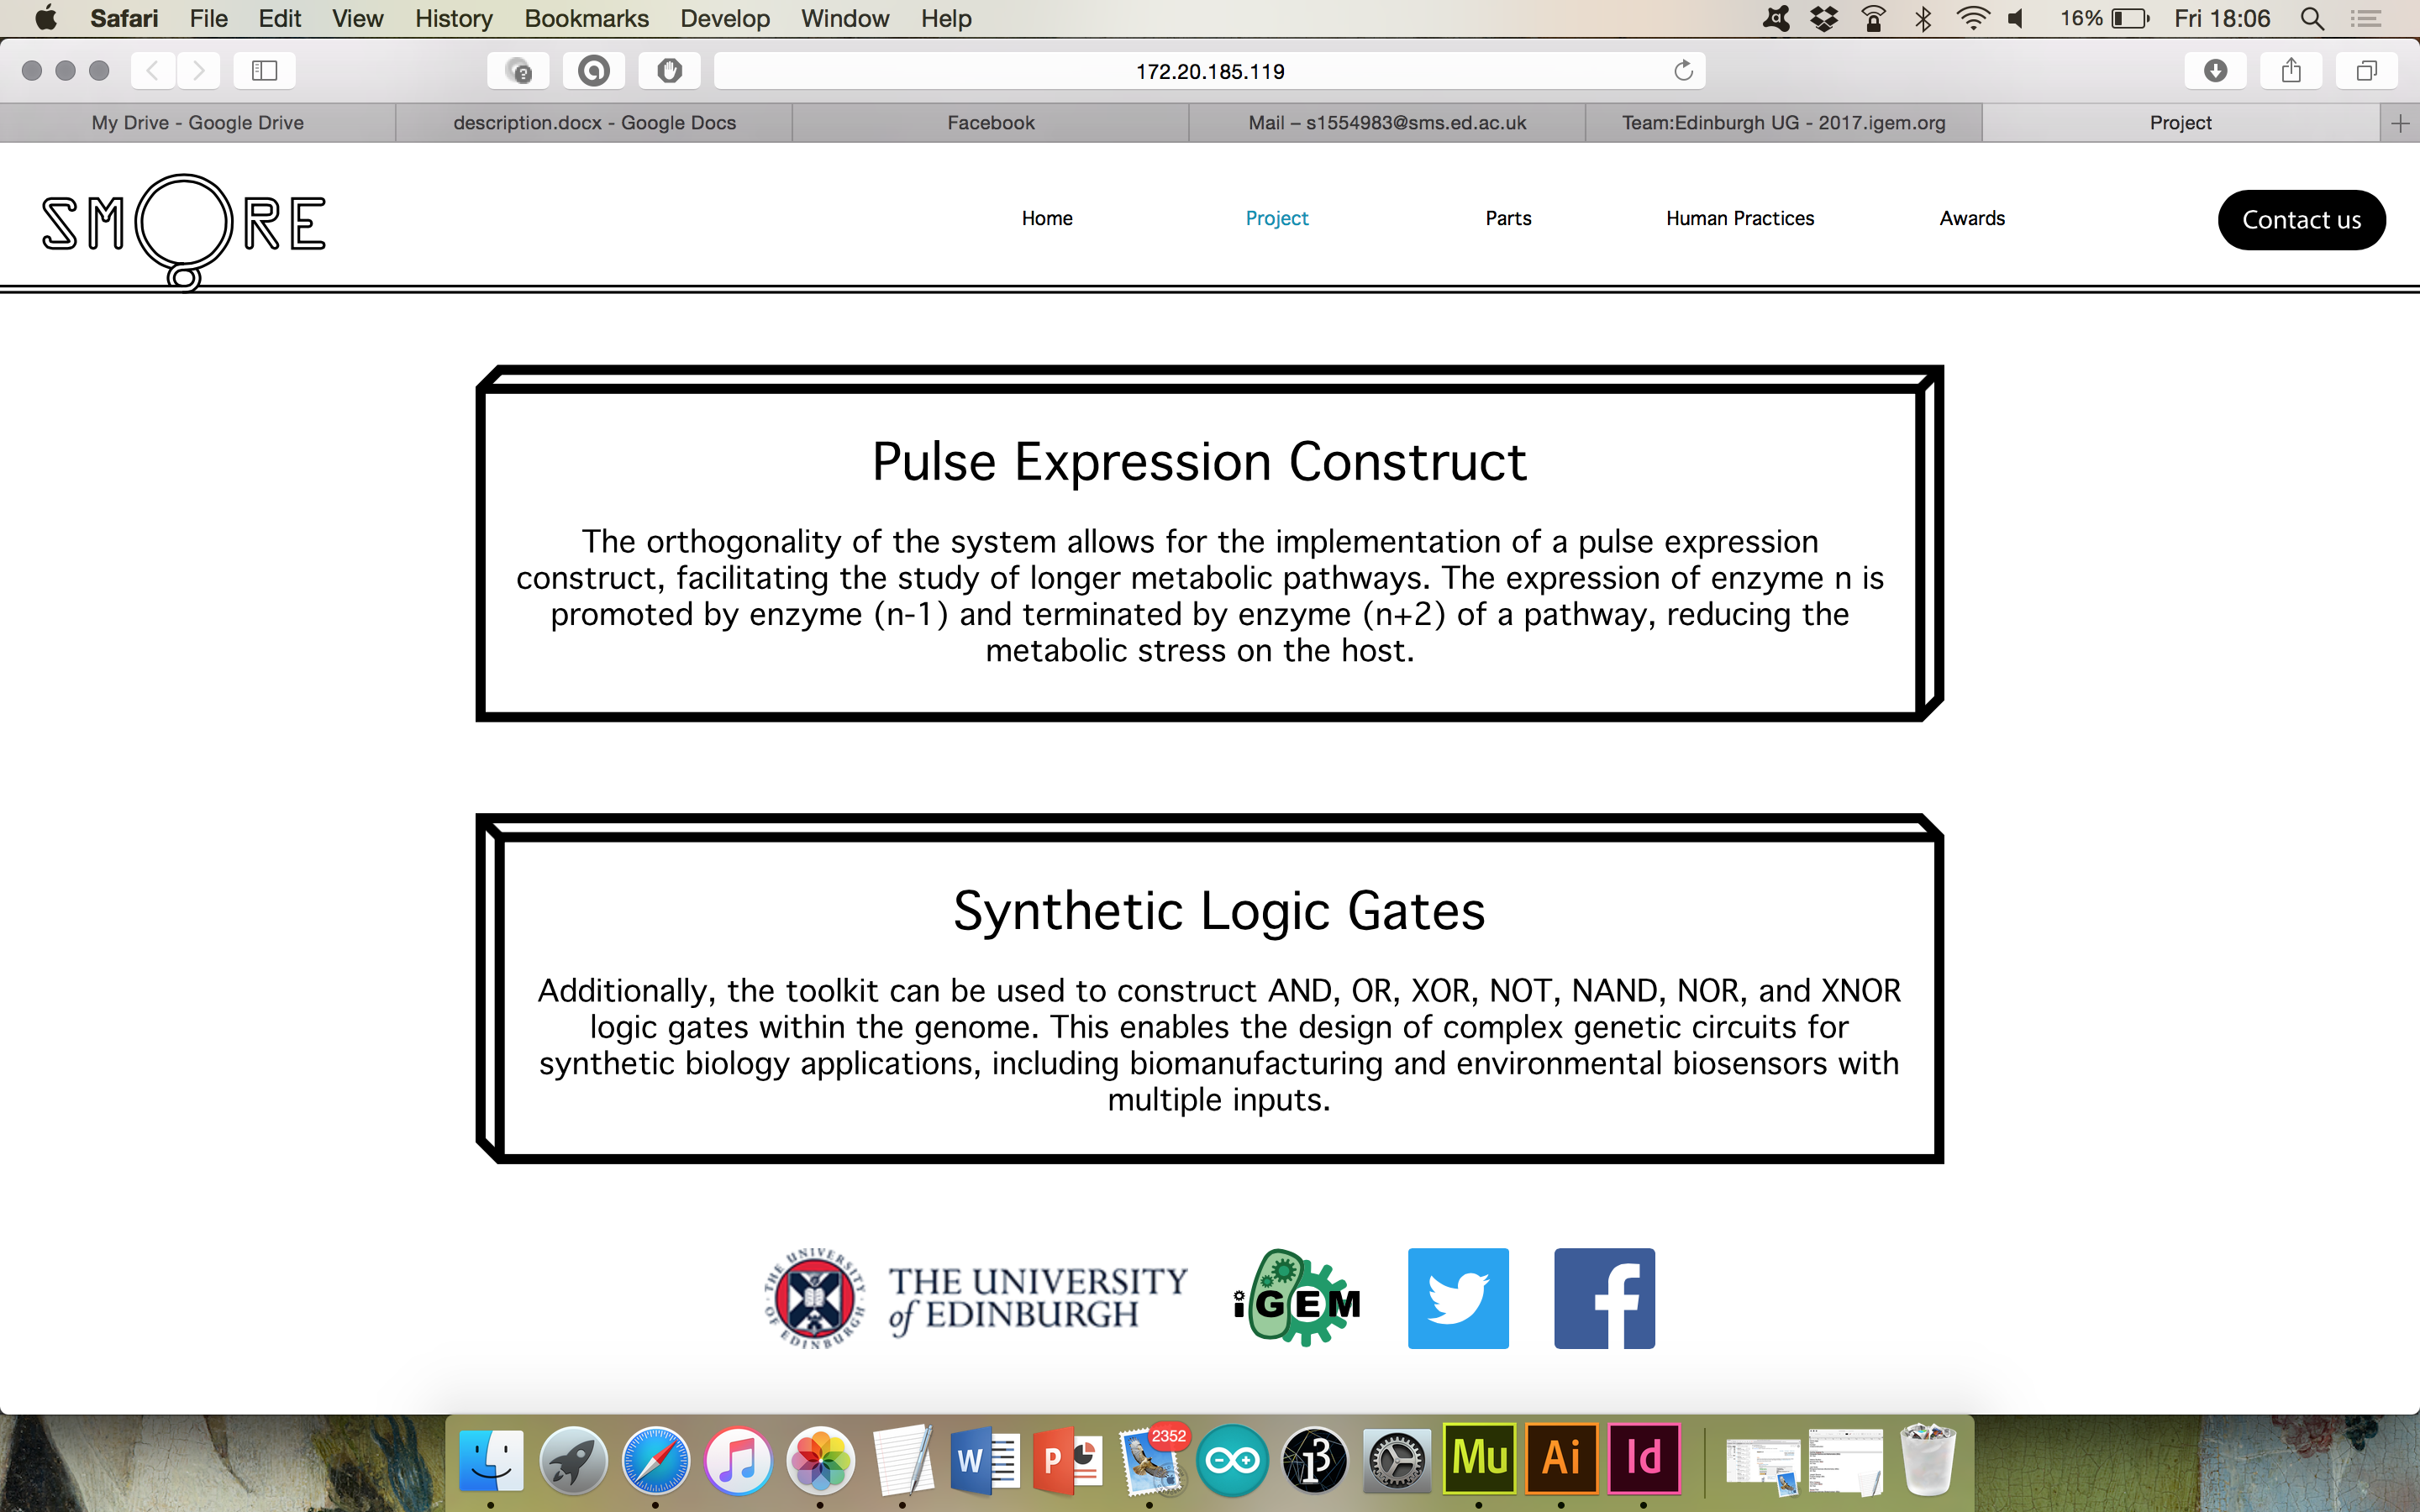 Safari File Edit View History Bookmarks Develop Window Help 16% Fri 18:06
172.20.185.119
My Drive - Google Drive description.docx - Google Docs Facebook Mail – s1554983@sms.ed.ac.uk Team:Edinburgh UG - 2017.igem.org Project
SMORE Home Project Parts Human Practices Awards Contact us
Pulse Expression Construct
The orthogonality of the system allows for the implementation of a pulse expression
construct, facilitating the study of longer metabolic pathways. The expression of enzyme n is
promoted by enzyme (n-1) and terminated by enzyme (n+2) of a pathway, reducing the
metabolic stress on the host.
Synthetic Logic Gates
Additionally, the toolkit can be used to construct AND, OR, XOR, NOT, NAND, NOR, and XNOR
logic gates within the genome. This enables the design of complex genetic circuits for
synthetic biology applications, including biomanufacturing and environmental biosensors with
multiple inputs.
THE UNIVERSITY OF EDINBURGH
THE UNIVERSITY
of EDINBURGH
iGEM
W P 2352 Mu Ai Id